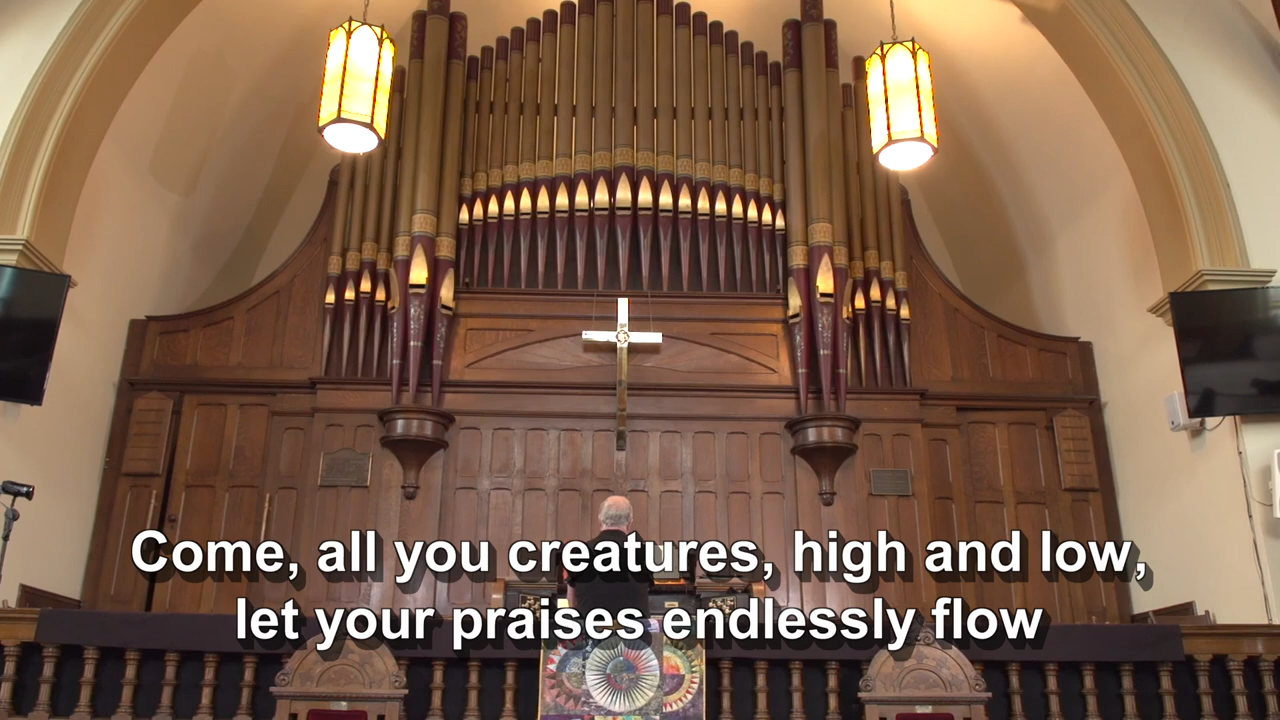 Come, all you creatures, high and low,
let your praises endlessly flow